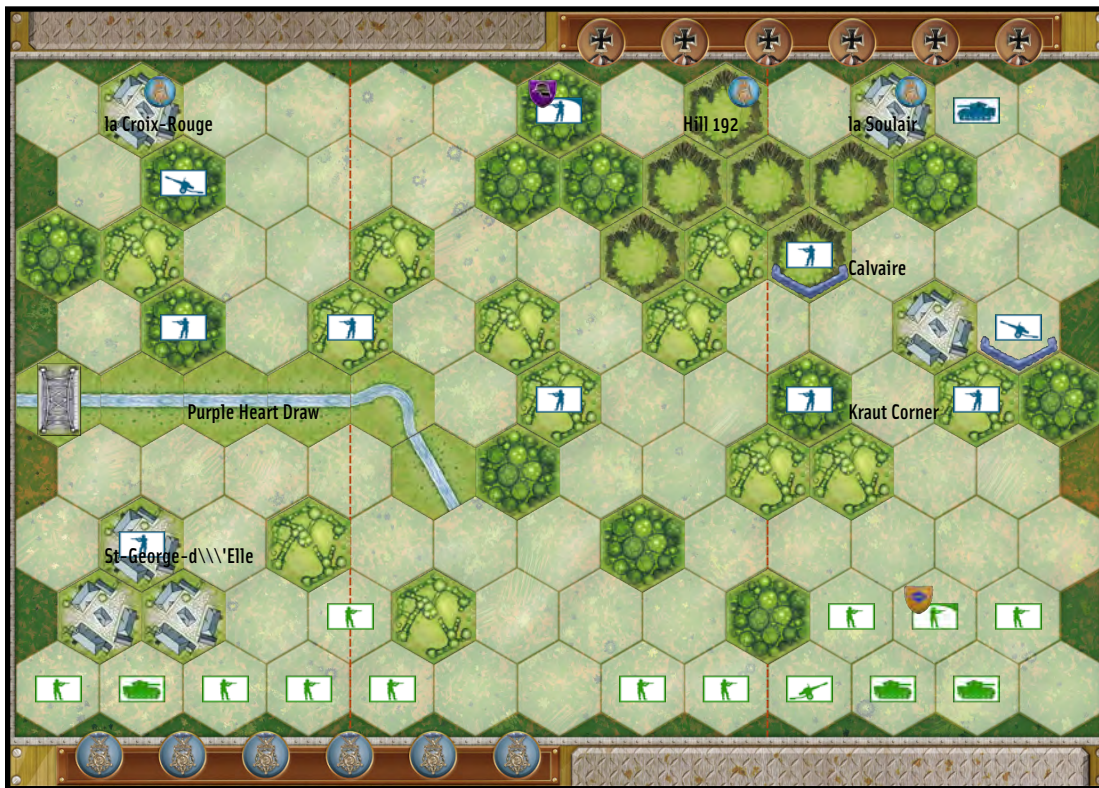 la Croix-Rouge
Hill 192
la Soulair
Calvaire
Purple Heart Draw
Kraut Corner
St-George-d\\\'Elle